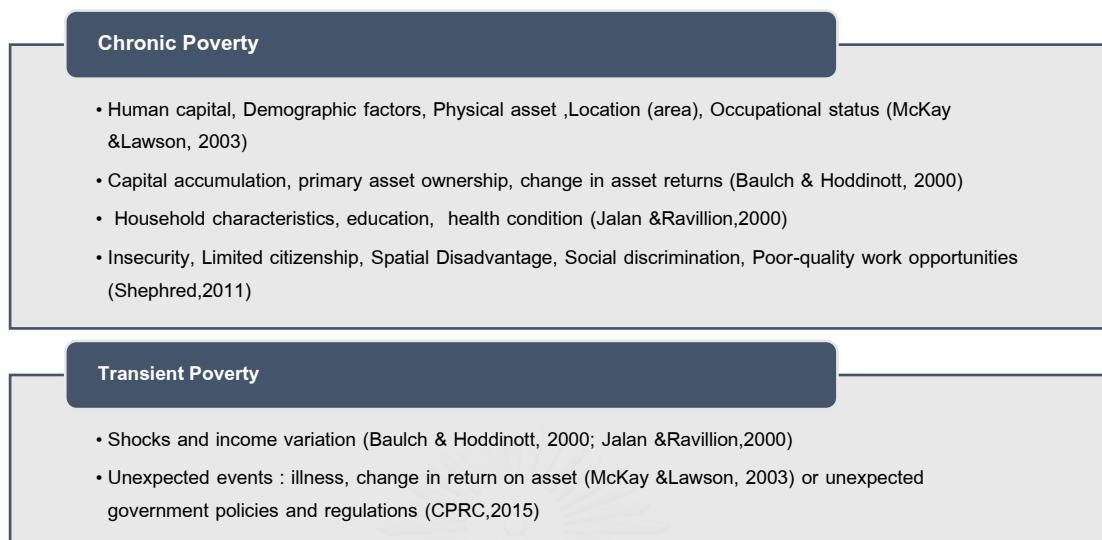 Chronic Poverty
• Human capital, Demographic factors, Physical asset ,Location (area), Occupational status (McKay
&Lawson, 2003)
• Capital accumulation, primary asset ownership, change in asset returns (Baulch & Hoddinott, 2000)
• Household characteristics, education, health condition (Jalan &Ravillion,2000)
• Insecurity, Limited citizenship, Spatial Disadvantage, Social discrimination, Poor-quality work opportunities
(Shephred,2011)
Transient Poverty
• Shocks and income variation (Baulch & Hoddinott, 2000; Jalan &Ravillion,2000)
• Unexpected events : illness, change in return on asset (McKay &Lawson, 2003) or unexpected
government policies and regulations (CPRC,2015)